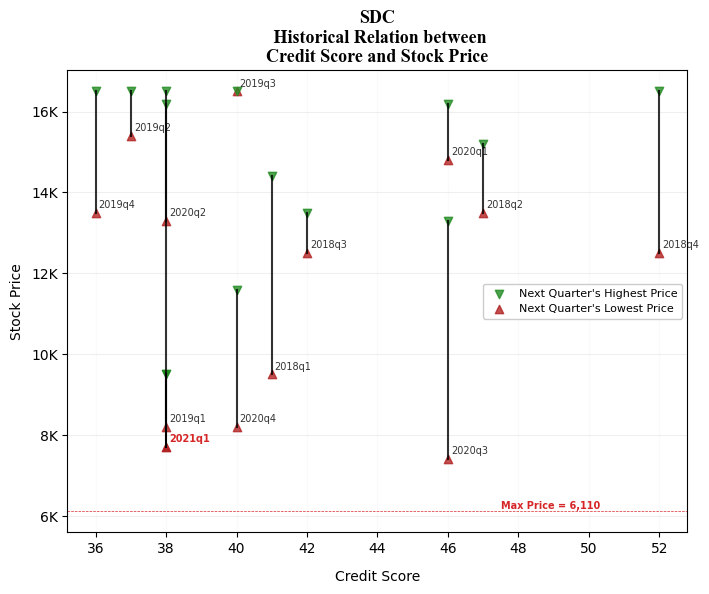 SDC
Historical Relation between
Credit Score and Stock Price
16K
14K
12K
10K
8K
6K
Stock Price
2019q3
2019q2
2020q1
2019q4
2020q2
2018q2
2018q3
2018q4
Next Quarter's Highest Price
Next Quarter's Lowest Price
2018q1
2019q1
2020q4
2021q1
2020q3
Max Price = 6,110
36 38 40 42 44 46 48 50 52
Credit Score